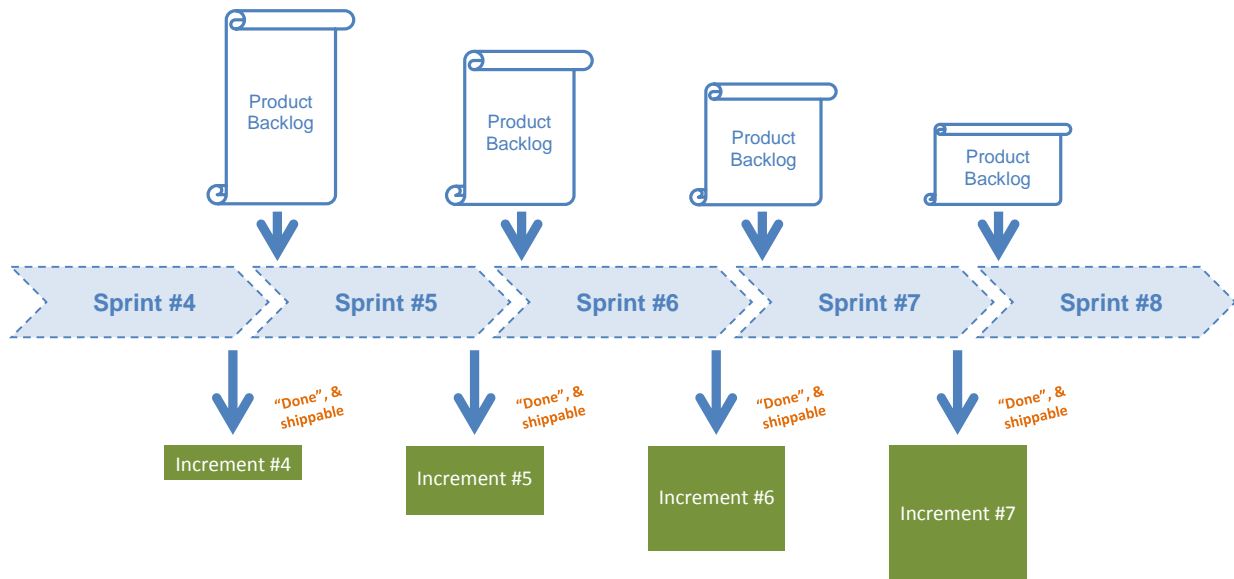 Product
Backlog
Product
Backlog
Product
Backlog
Product
Backlog
Sprint #4
Sprint #5
Sprint #6
Sprint #7
Sprint #8
“Done”, &
shippable
“Done”, &
shippable
“Done”, &
shippable
“Done”, &
shippable
Increment #4
Increment #5
Increment #6
Increment #7